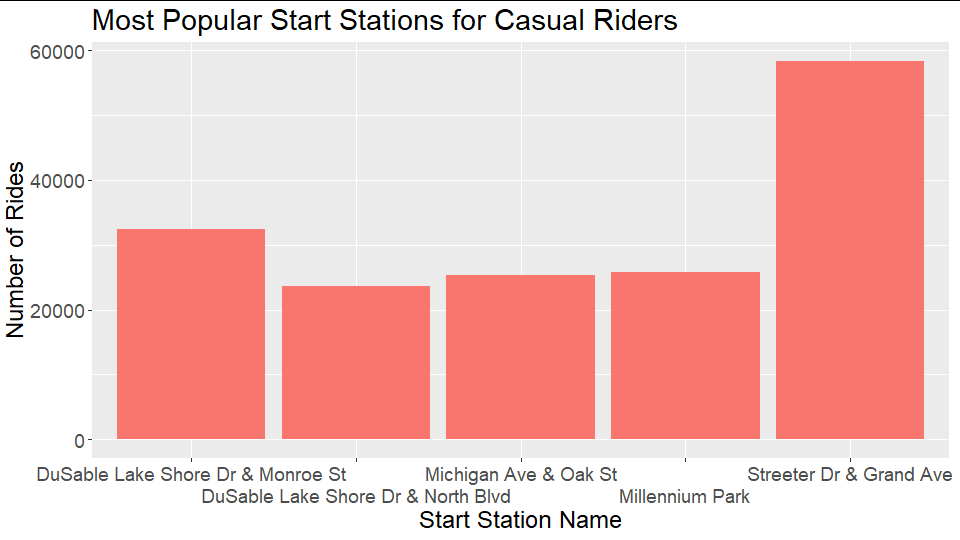 Most Popular Start Stations for Casual Riders
Number of Rides
60000
40000
20000
0
DuSable Lake Shore Dr & Monroe St
Michigan Ave & Oak St
Streeter Dr & Grand Ave
DuSable Lake Shore Dr & North Blvd
Millennium Park
Start Station Name